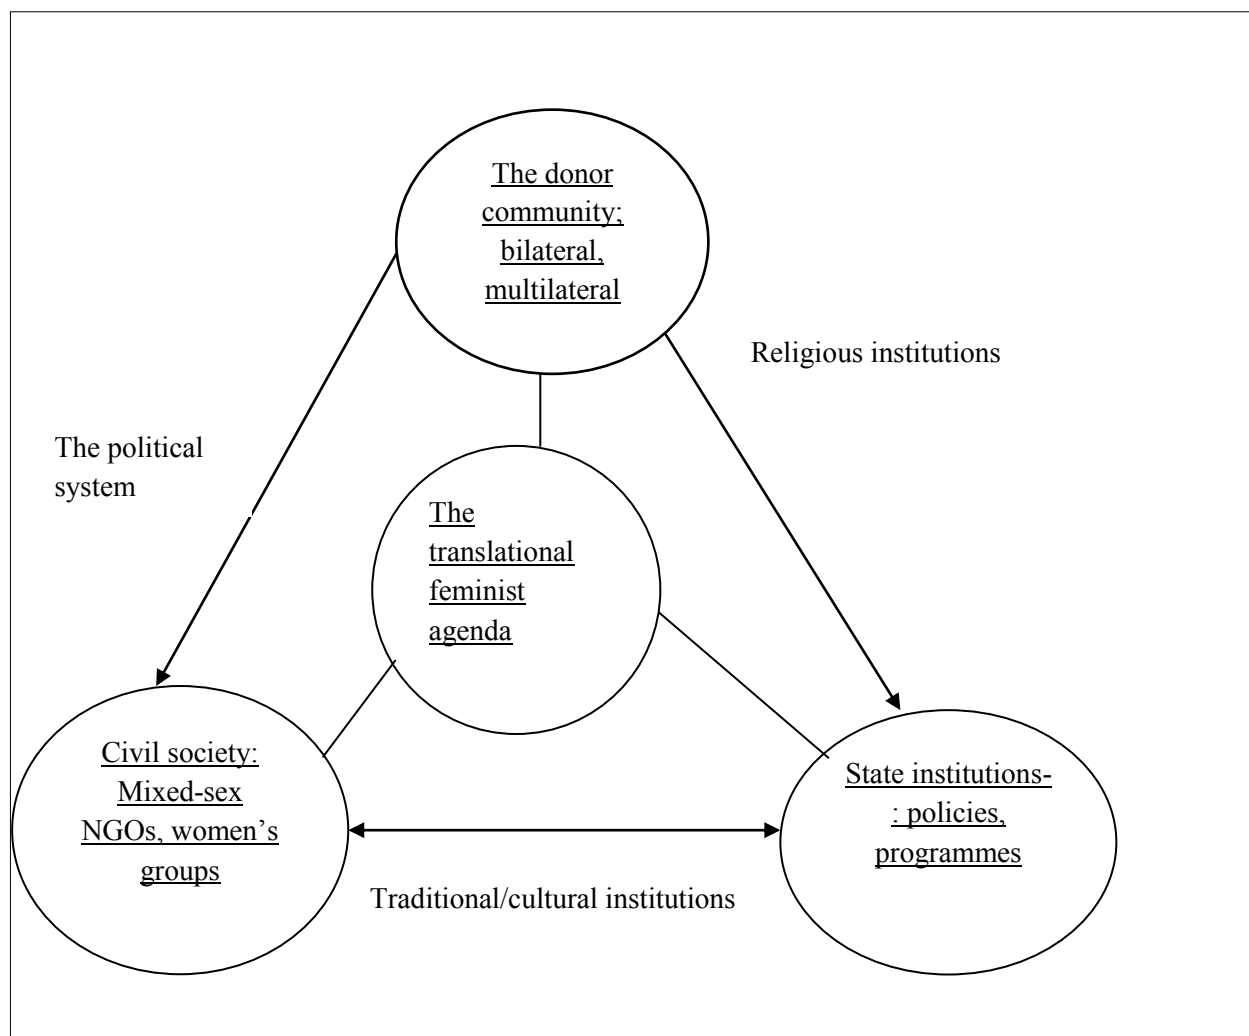 The donor
community;
bilateral,
multilateral
Religious institutions
The political
system
The
translational
feminist
agenda
Civil society:
Mixed-sex
NGOs, women’s
groups
State institutions-
: policies,
programmes
Traditional/cultural institutions